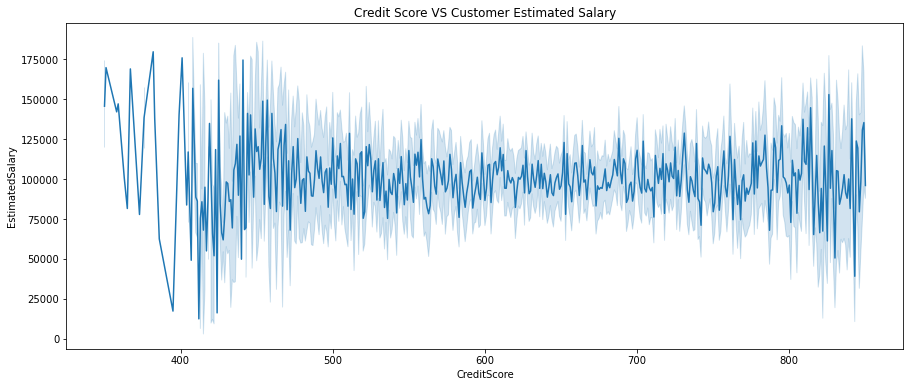 Credit Score VS Customer Estimated Salary
175000
150000
125000
100000
75000
50000
25000
0
EstimatedSalary
400 500 600 700 800
CreditScore